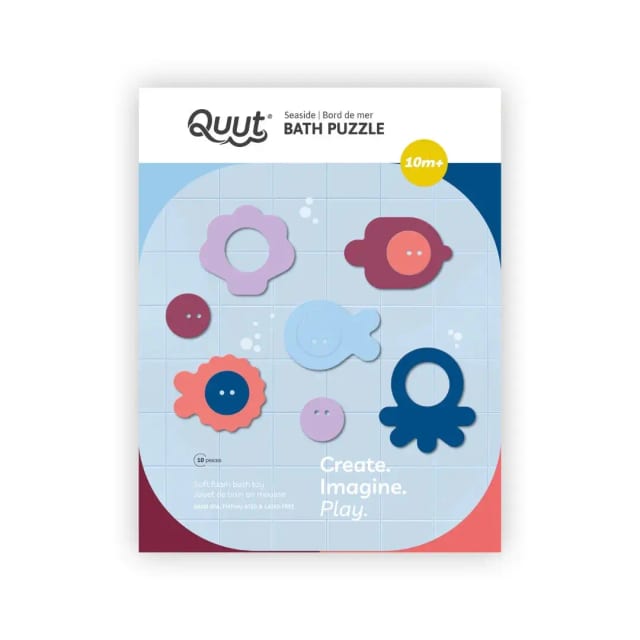 Quut®
Seaside | Bord de mer
BATH PUZZLE
10m+
10 pieces
Create.
Imagine.
Play.
Soft foam bath toy
Jouet de bain en mousse